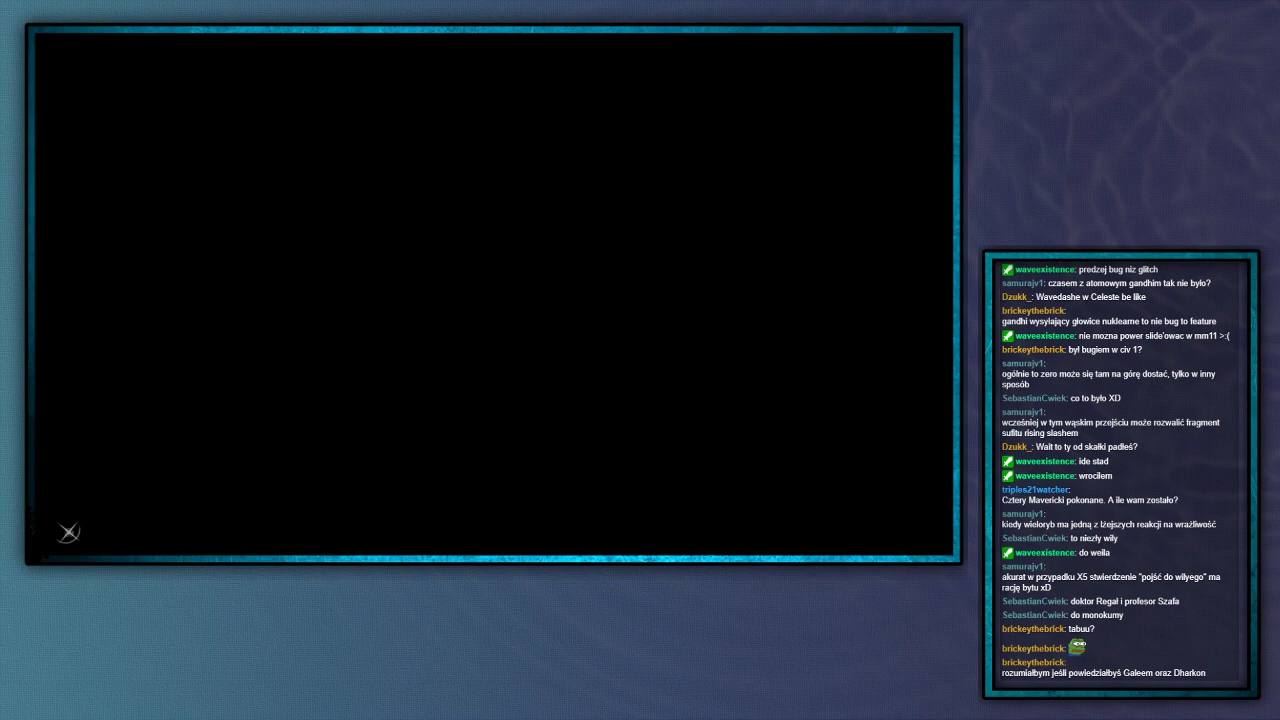 waveexistence: predzej bug niz glitch
samurajv1: czasem z atomowym gandhim tak nie było?
Dzukk_: Wavedashe w Celeste be like
brickeythebrick:
gandhi wysyłający głowice nuklearne to nie bug to feature
waveexistence: nie mozna power slide'owac w mm11 >:(
brickeythebrick: był bugiem w civ 1?
samurajv1:
ogólnie to zero może się tam na górę dostać, tylko w inny
sposób
SebastianCwiek: co to było XD
samurajv1:
wcześniej w tym wąskim przejściu może rozwalić fragment
sufitu rising slashem
Dzukk_: Wait to ty od skałki padłeś?
waveexistence: ide stad
waveexistence: wrocilem
triples21watcher:
Cztery Mavericki pokonane. A ile wam zostało?
samurajv1:
kiedy wieloryb ma jedną z lżejszych reakcji na wrażliwość
SebastianCwiek: to niezły wily
waveexistence: do weila
samurajv1:
akurat w przypadku X5 stwierdzenie "pojść do wilyego" ma
rację bytu xD
SebastianCwiek: doktor Regał i profesor Szafa
SebastianCwiek: do monokumy
brickeythebrick: tabuu?
brickeythebrick:
brickeythebrick:
rozumiałbym jeśli powiedziałbyś Galeem oraz Dharkon